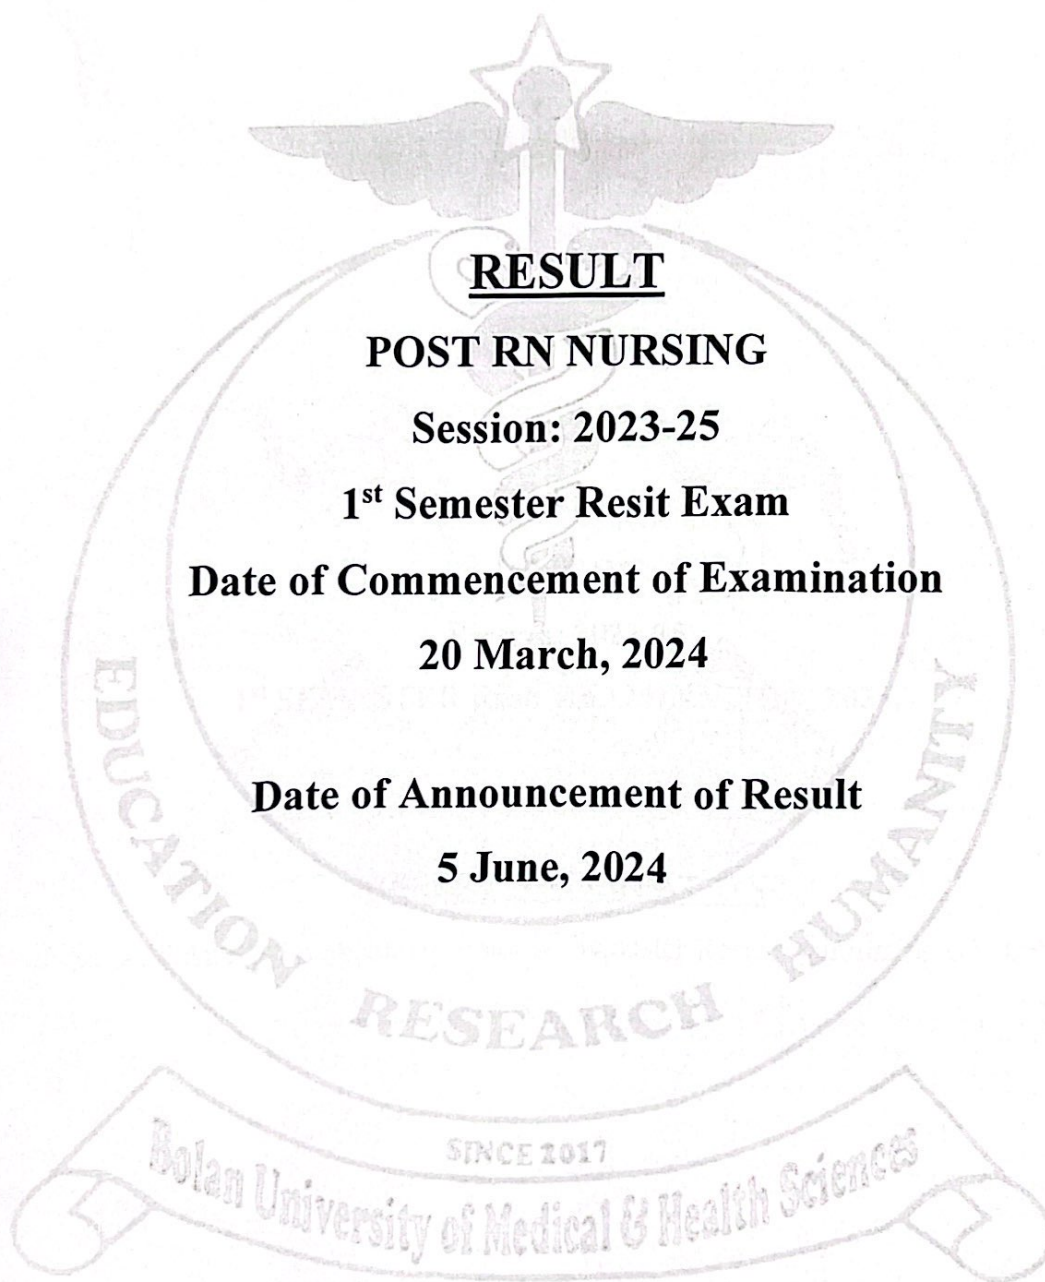 RESULT
POST RN NURSING
Session: 2023-25
1st Semester Resit Exam
Date of Commencement of Examination
20 March, 2024
Date of Announcement of Result
5 June, 2024
EDUCATION RESEARCH HUMANITY
SINCE 2017
Bolan University of Medical & Health Sciences